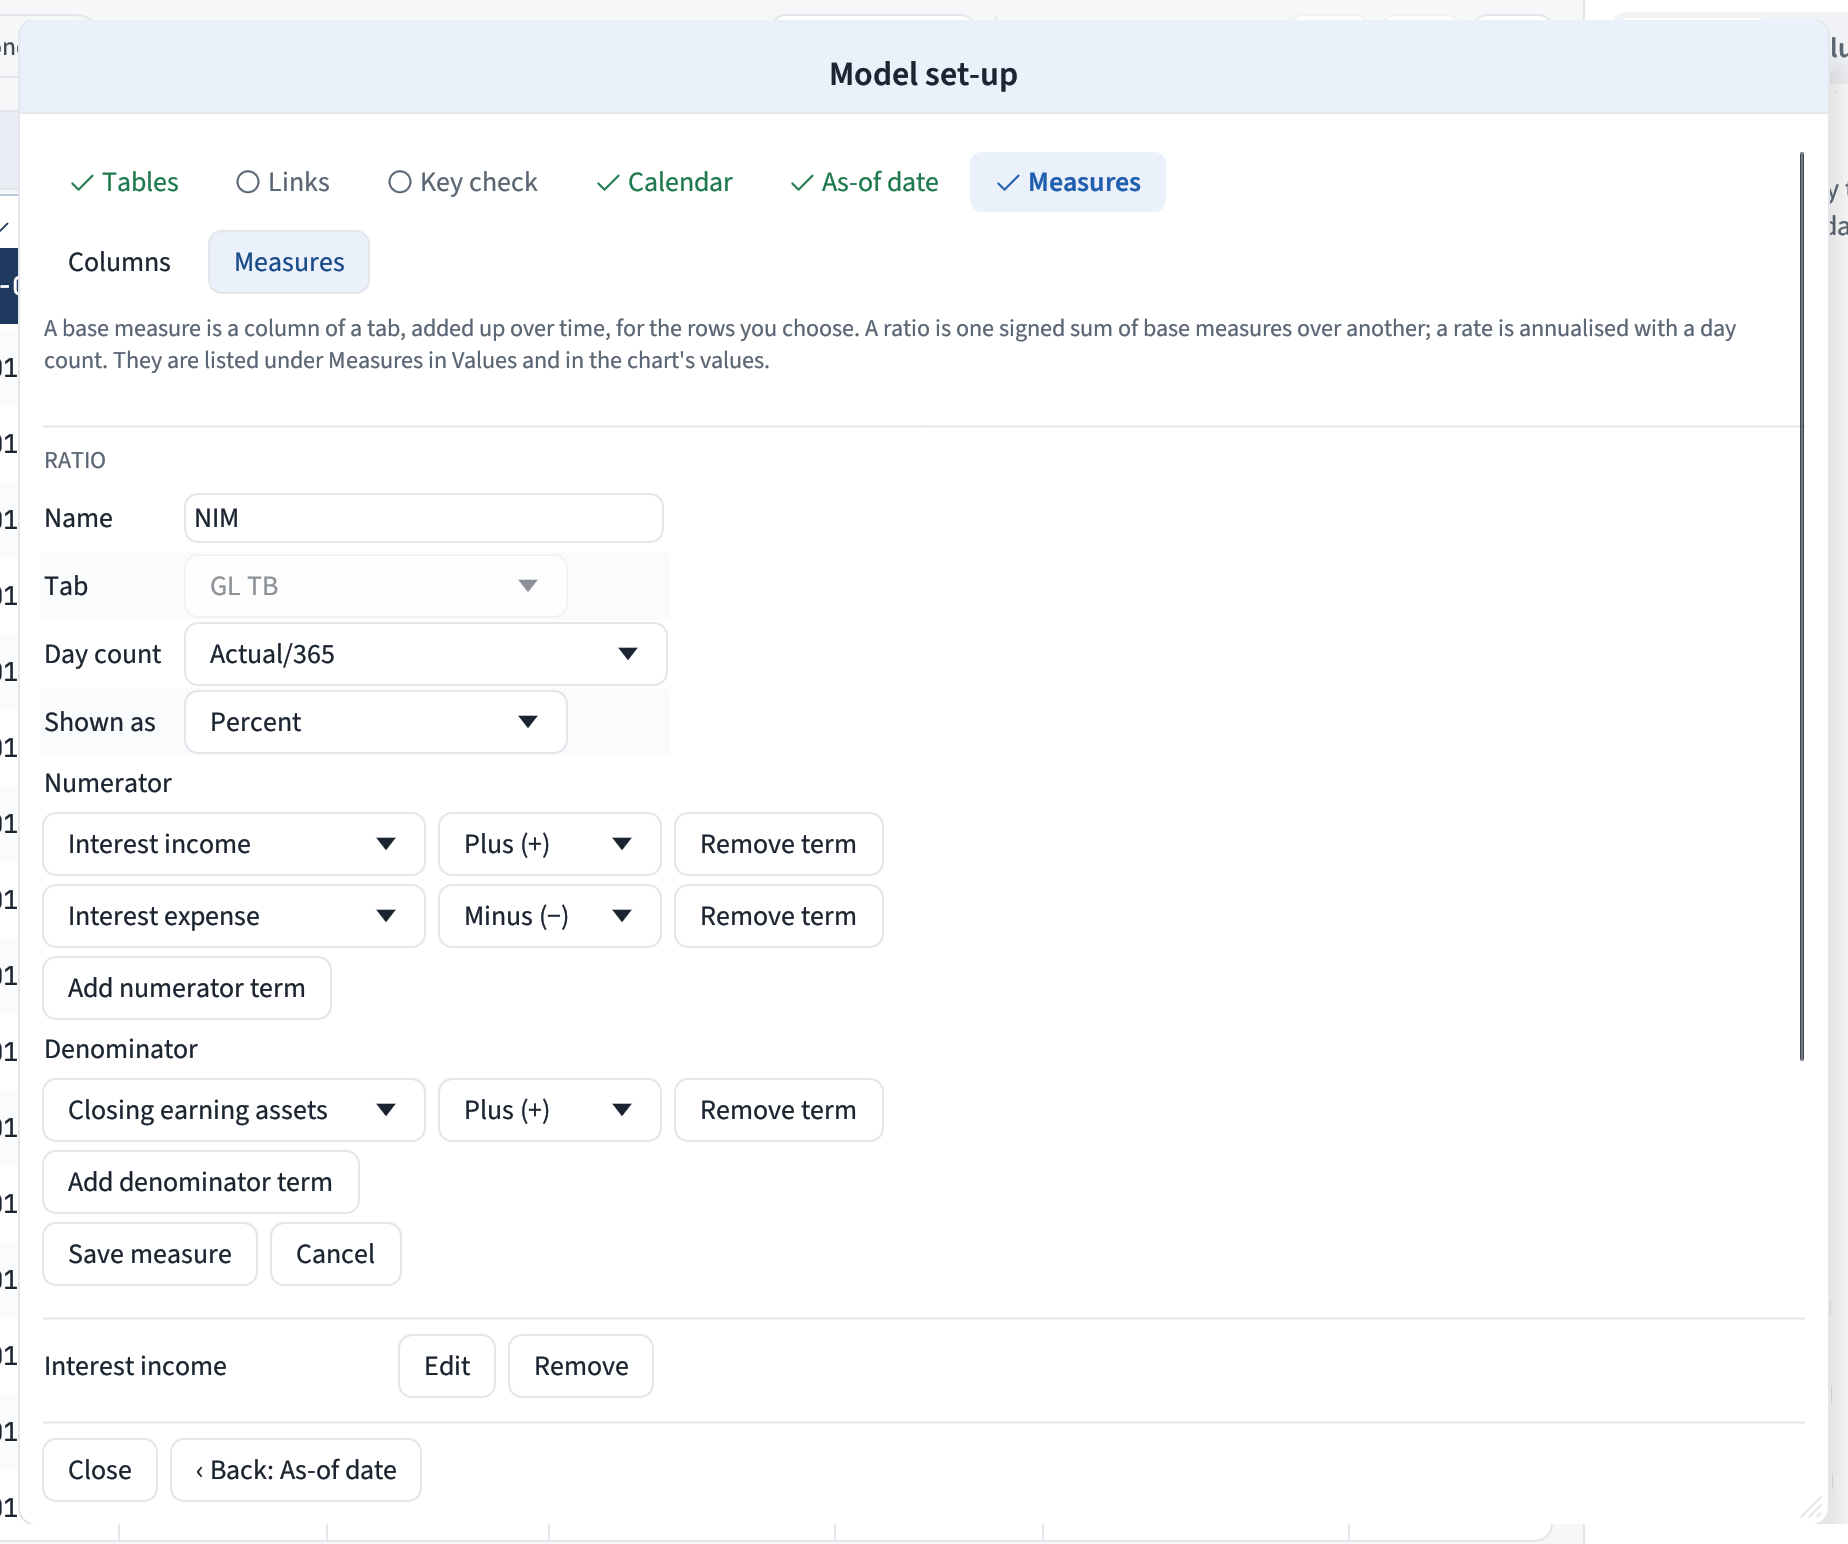 Model set-up
Tables Links Key check Calendar As-of date Measures
Columns Measures
A base measure is a column of a tab, added up over time, for the rows you choose. A ratio is one signed sum of base measures over another; a rate is annualised with a day
count. They are listed under Measures in Values and in the chart's values.
RATIO
Name NIM
Tab GL TB
Day count Actual/365
Shown as Percent
Numerator
Interest income Plus (+) Remove term
Interest expense Minus (−) Remove term
Add numerator term
Denominator
Closing earning assets Plus (+) Remove term
Add denominator term
Save measure Cancel
Interest income Edit Remove
Close ‹ Back: As-of date